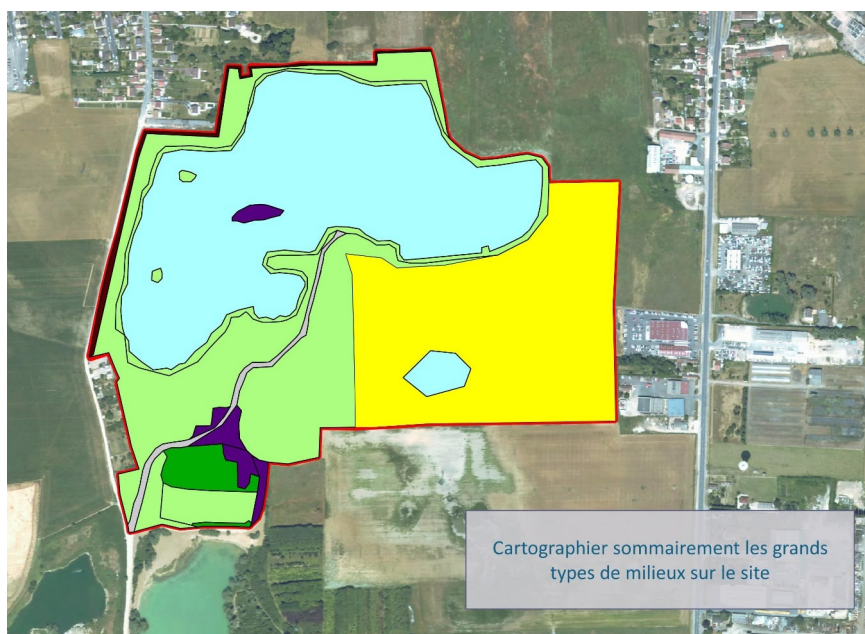 Cartographier sommairement les grands
types de milieux sur le site